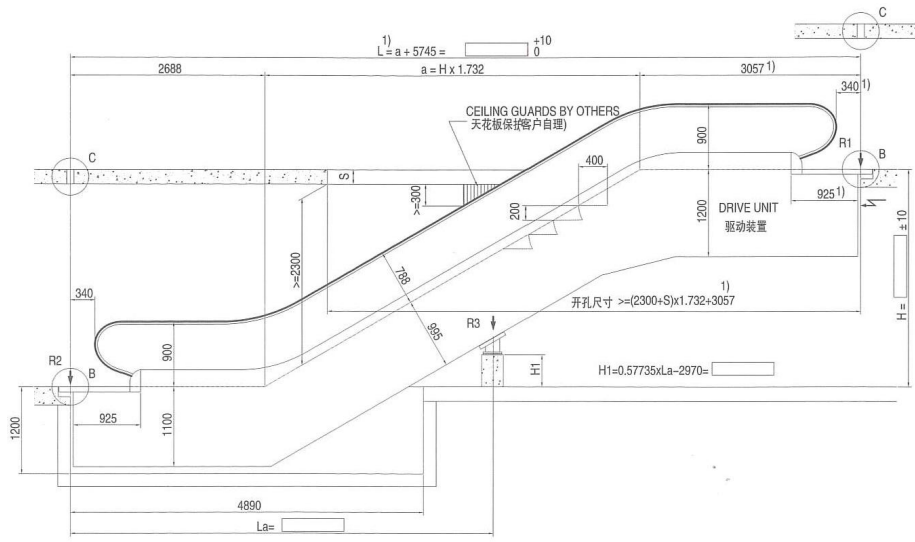 C
1)
L = a + 5745 =
+10
0
2688
a = H x 1.732
3057 1)
340 1)
CEILING GUARDS BY OTHERS
天花板保护(客户自理)
900
R1
B
C
S
>=300
400
200
925 1)
1200
DRIVE UNIT
驱动装置
H =
±10
>=2300
340
788
995
1)
开孔尺寸 >=(2300+S)x1.732+3057
R3
900
R2
B
H1
H1=0.57735xLa-2970=
925
1200
1100
4890
La=